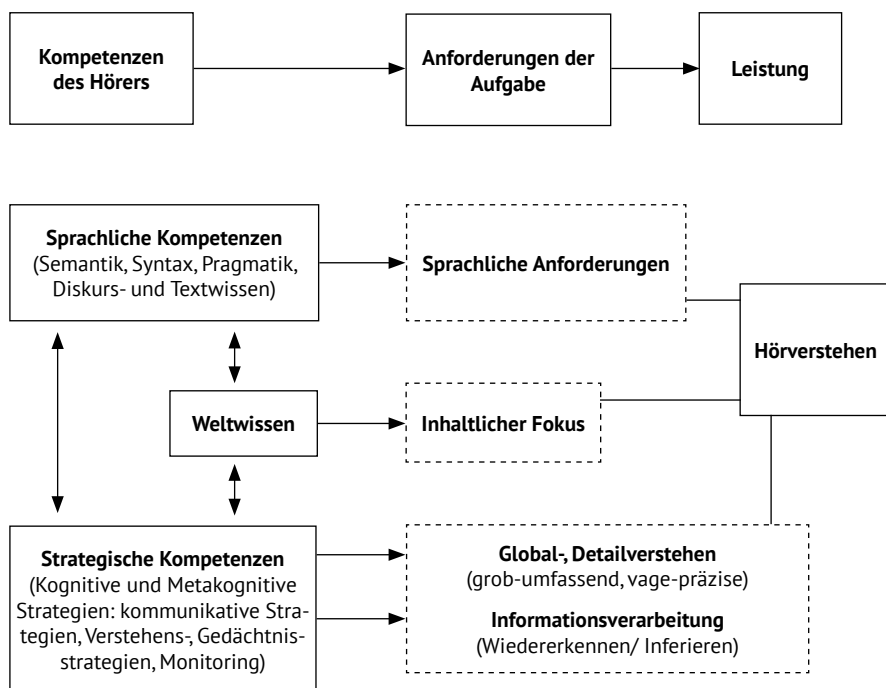 Kompetenzen
des Hörers
Anforderungen der
Aufgabe
Leistung
Sprachliche Kompetenzen
(Semantik, Syntax, Pragmatik,
Diskurs- und Textwissen)
Sprachliche Anforderungen
Hörverstehen
Weltwissen
Inhaltlicher Fokus
Strategische Kompetenzen
(Kognitive und Metakognitive
Strategien: kommunikative Stra-
tegien, Verstehens-, Gedächtnis-
strategien, Monitoring)
Global-, Detailverstehen
(grob-umfassend, vage-präzise)
Informationsverarbeitung
(Wiedererkennen/ Inferieren)